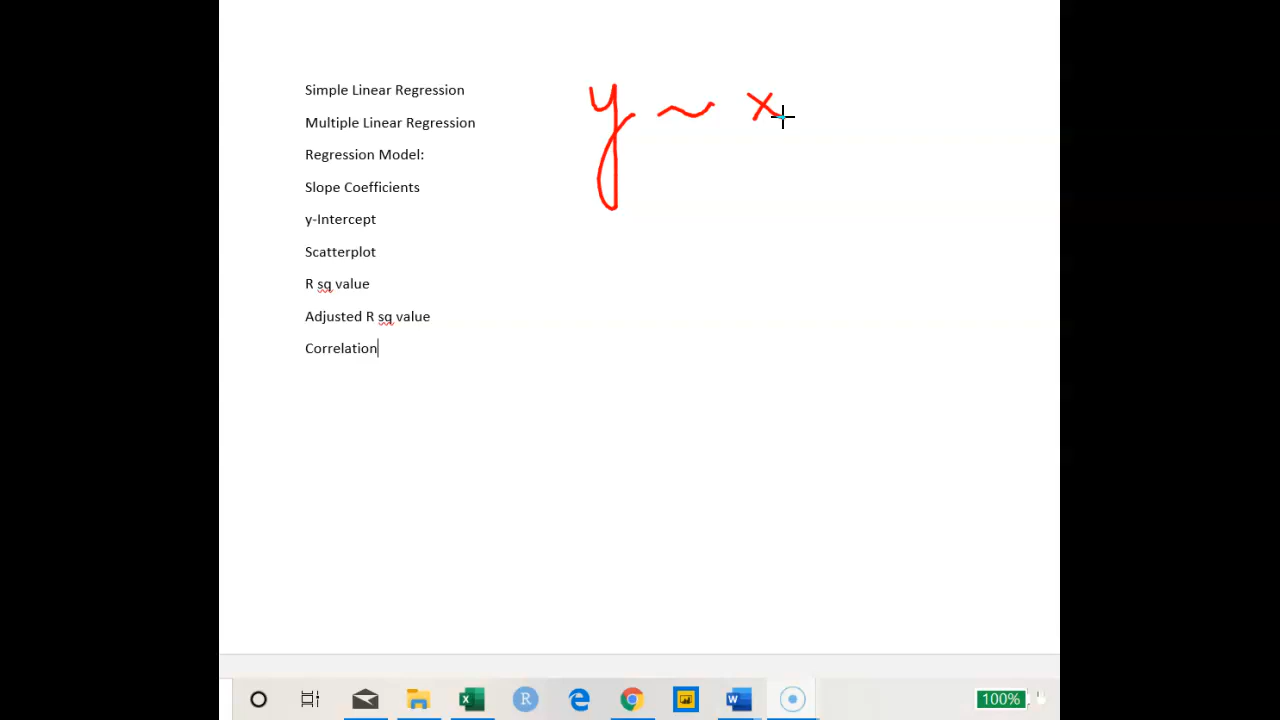 Simple Linear Regression
y ~ x
Multiple Linear Regression
Regression Model:
Slope Coefficients
y-Intercept
Scatterplot
R sq value
Adjusted R sq value
Correlation
R
100%